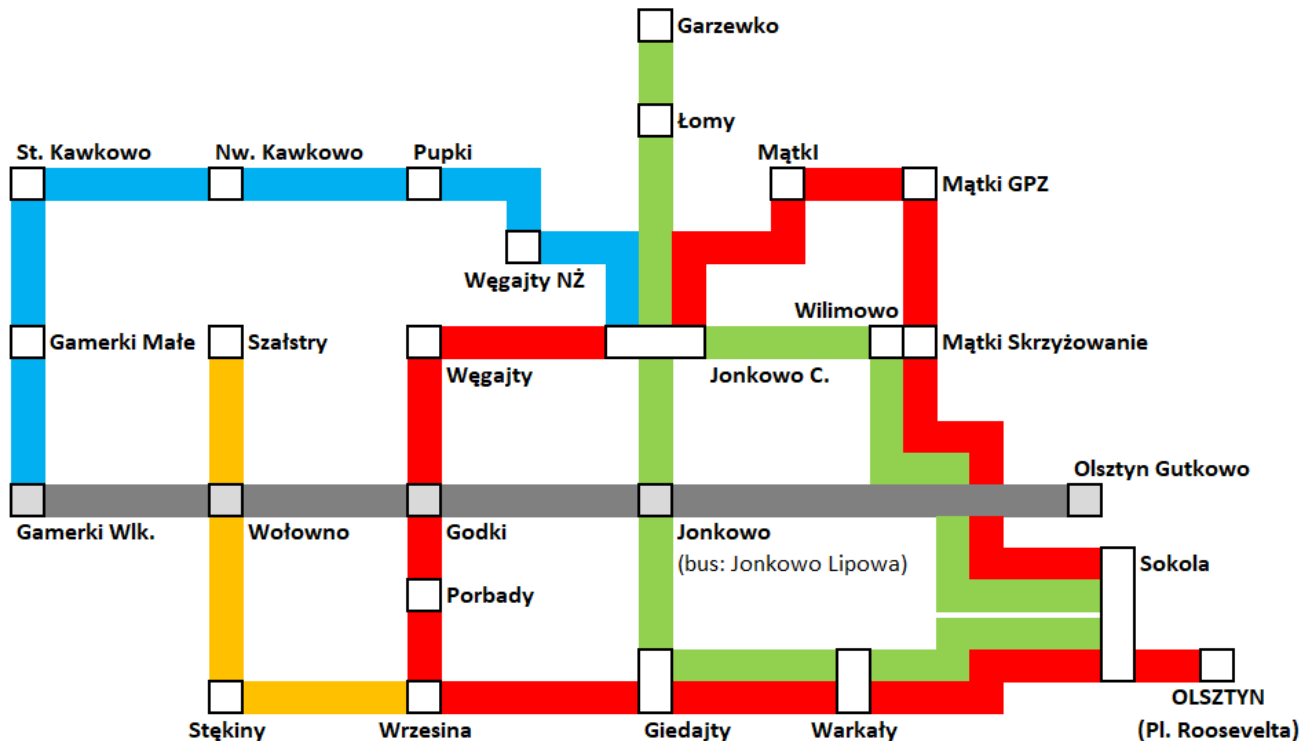 Garzewko
Łomy
St. Kawkowo
Nw. Kawkowo
Pupki
MątkI
Mątki GPZ
Węgajty NŻ
Wilimowo
Gamerki Małe
Szałstry
Mątki Skrzyżowanie
Węgajty
Jonkowo C.
Olsztyn Gutkowo
Gamerki Wlk.
Wołowno
Godki
Jonkowo
(bus: Jonkowo Lipowa)
Sokola
Porbady
Stękiny
Wrzesina
Giedajty
Warkały
OLSZTYN
(Pl. Roosevelta)